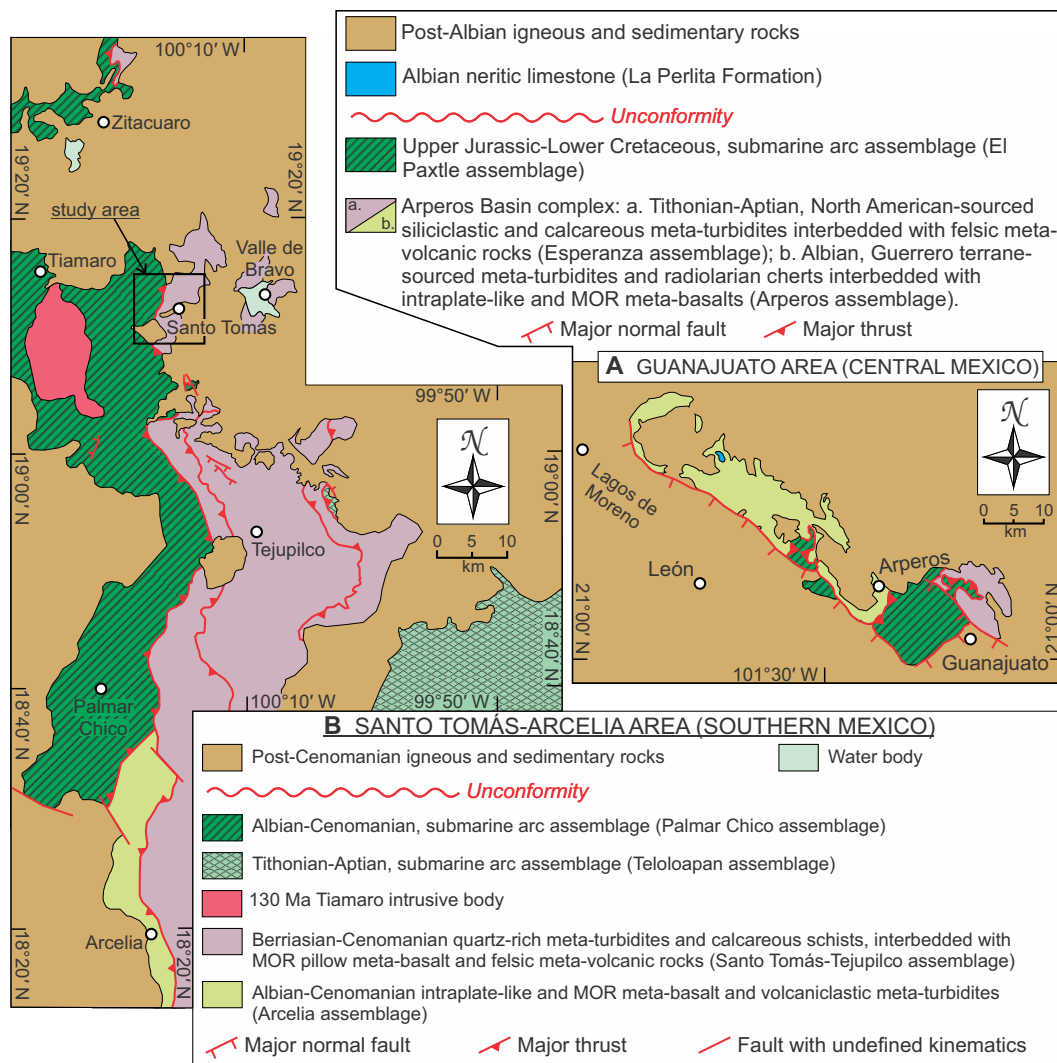 100°10′ W
Zitacuaro
19°20′ N
19°20′ N
study area
Tiamaro
Valle de
Bravo
Santo Tomás
99°50′ W
N
0 5 10
km
19°00′ N
19°00′ N
Tejupilco
18°40′ N
18°40′ N
Palmar
Chico
100°10′ W
99°50′ W
Arcelia
18°20′ N
18°20′ N
Post-Albian igneous and sedimentary rocks
Albian neritic limestone (La Perlita Formation)
Unconformity
Upper Jurassic-Lower Cretaceous, submarine arc assemblage (El
Paxtle assemblage)
a.
b.
Arperos Basin complex: a. Tithonian-Aptian, North American-sourced
siliciclastic and calcareous meta-turbidites interbedded with felsic meta-
volcanic rocks (Esperanza assemblage); b. Albian, Guerrero terrane-
sourced meta-turbidites and radiolarian cherts interbedded with
intraplate-like and MOR meta-basalts (Arperos assemblage).
Major normal fault
Major thrust
A GUANAJUATO AREA (CENTRAL MEXICO)
Lagos de
Moreno
N
0 5 10
km
León
Arperos
21°00′ N
21°00′ N
Guanajuato
101°30′ W
B SANTO TOMÁS-ARCELIA AREA (SOUTHERN MEXICO)
Post-Cenomanian igneous and sedimentary rocks
Water body
Unconformity
Albian-Cenomanian, submarine arc assemblage (Palmar Chico assemblage)
Tithonian-Aptian, submarine arc assemblage (Teloloapan assemblage)
130 Ma Tiamaro intrusive body
Berriasian-Cenomanian quartz-rich meta-turbidites and calcareous schists, interbedded with
MOR pillow meta-basalt and felsic meta-volcanic rocks (Santo Tomás-Tejupilco assemblage)
Albian-Cenomanian intraplate-like and MOR meta-basalt and volcaniclastic meta-turbidites
(Arcelia assemblage)
Major normal fault
Major thrust
Fault with undefined kinematics